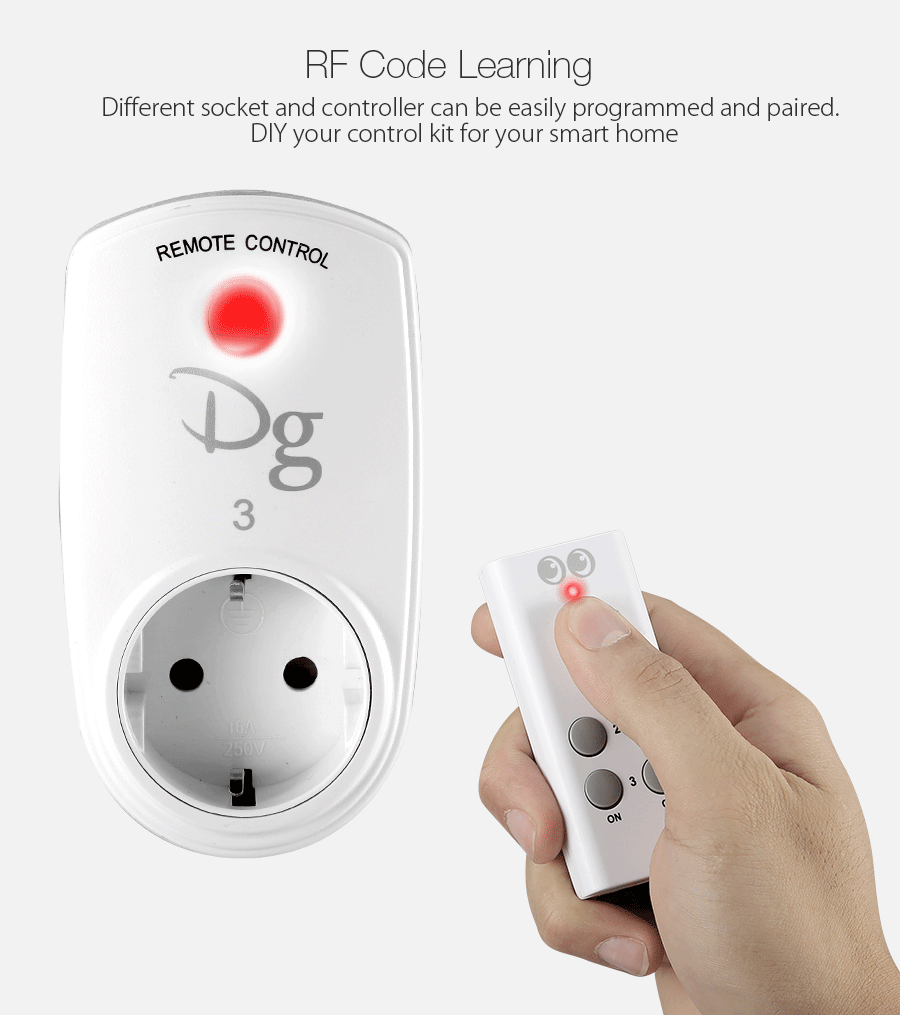 RF Code Learning
Different socket and controller can be easily programmed and paired.
DIY your control kit for your smart home
REMOTE CONTROL
Dg
3
16A
250V
2
3
ON